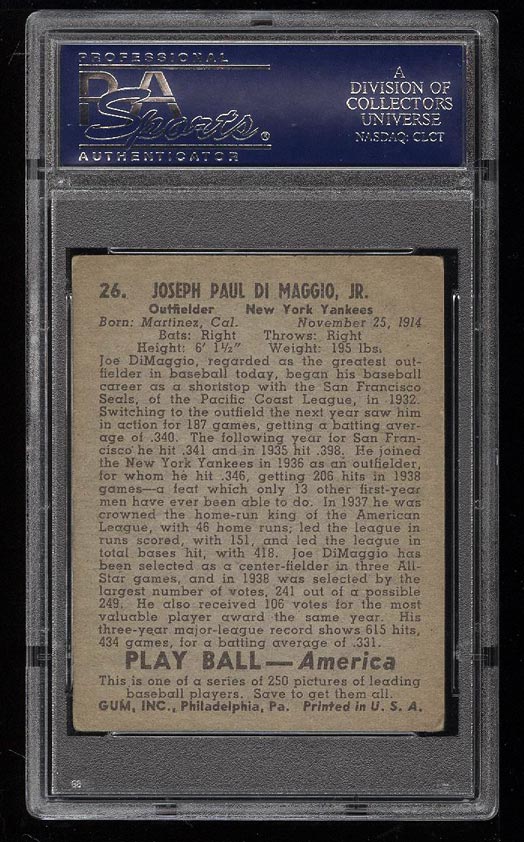 PROFESSIONAL
PSA
Sports®
AUTHENTICATOR
A
DIVISION OF
COLLECTORS
UNIVERSE
NASDAQ: CLCT
26. JOSEPH PAUL DI MAGGIO, JR.
Outfielder New York Yankees
Born: Martinez, Cal. November 25, 1914
Bats: Right Throws: Right
Height: 6' 1½" Weight: 195 lbs.
Joe DiMaggio, regarded as the greatest out-
fielder in baseball today, began his baseball
career as a shortstop with the San Francisco
Seals, of the Pacific Coast League, in 1932.
Switching to the outfield the next year saw him
in action for 187 games, getting a batting aver-
age of .340. The following year for San Fran-
cisco he hit .341 and in 1935 hit .398. He joined
the New York Yankees in 1936 as an outfielder,
for whom he hit .346, getting 206 hits in 1938
games—a feat which only 13 other first-year
men have ever been able to do. In 1937 he was
crowned the home-run king of the American
League, with 46 home runs; led the league in
runs scored, with 151, and led the league in
total bases hit, with 418. Joe DiMaggio has
been selected as a center-fielder in three All-
Star games, and in 1938 was selected by the
largest number of votes, 241 out of a possible
249. He also received 106 votes for the most
valuable player award the same year. His
three-year major-league record shows 615 hits,
434 games, for a batting average of .331.
PLAY BALL—America
This is one of a series of 250 pictures of leading
baseball players. Save to get them all.
GUM, INC., Philadelphia, Pa. Printed in U. S. A.